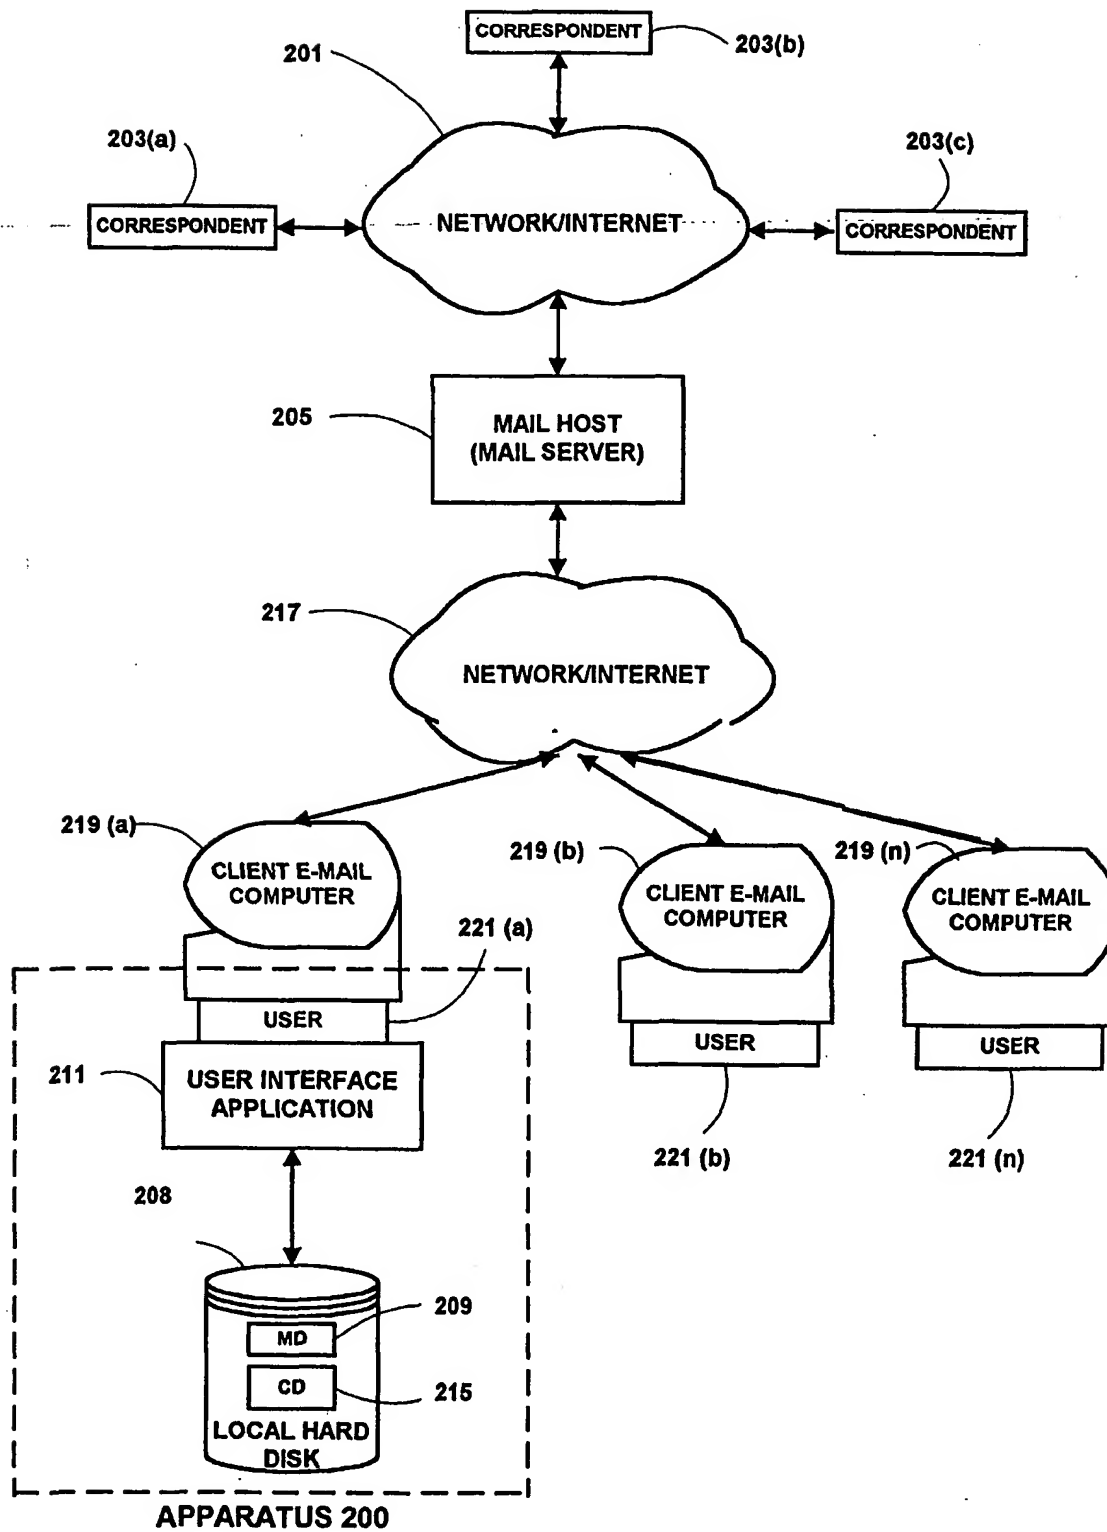 CORRESPONDENT
203(b)
201
203(a)
203(c)
CORRESPONDENT
NETWORK/INTERNET
CORRESPONDENT
205
MAIL HOST
(MAIL SERVER)
217
NETWORK/INTERNET
219 (a)
CLIENT E-MAIL
COMPUTER
219 (b)
CLIENT E-MAIL
COMPUTER
219 (n)
CLIENT E-MAIL
COMPUTER
221 (a)
USER
USER
USER
211
USER INTERFACE
APPLICATION
221 (b)
221 (n)
208
MD
209
CD
215
LOCAL HARD
DISK
APPARATUS 200